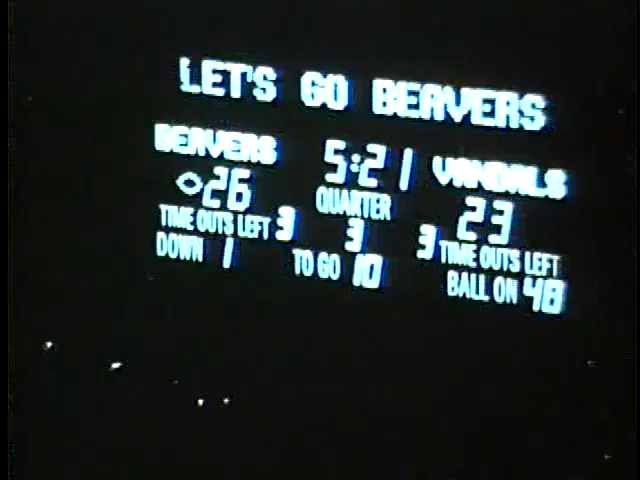 LET'S GO BEAVERS
BEAVERS 5:21 VANDALS
26 QUARTER 23
TIME OUTS LEFT 3 3 3 TIME OUTS LEFT
DOWN 1 TO GO 10 BALL ON 48